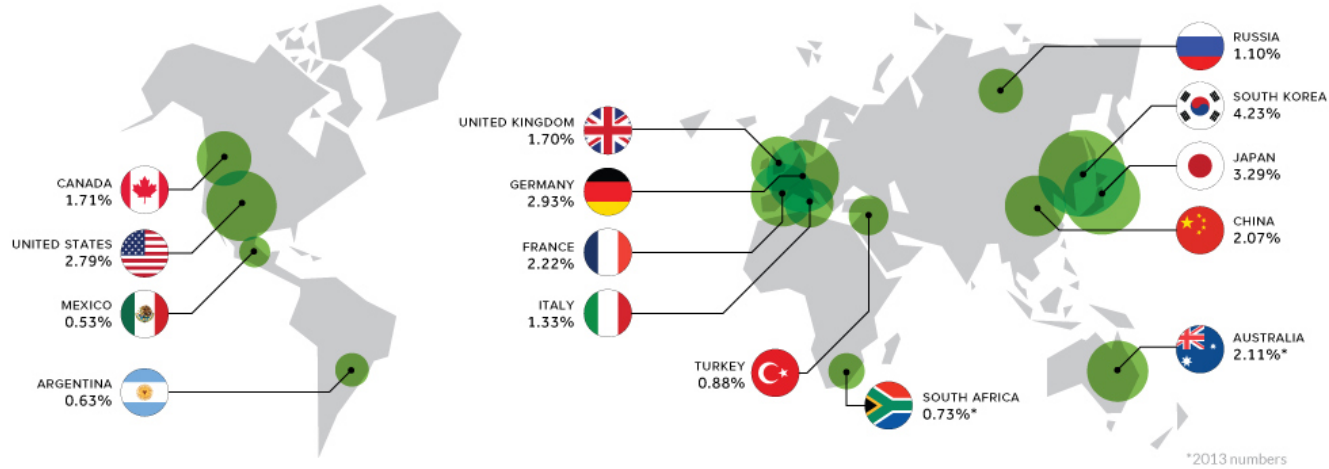 CANADA
1.71%
UNITED STATES
2.79%
MEXICO
0.53%
ARGENTINA
0.63%
UNITED KINGDOM
1.70%
GERMANY
2.93%
FRANCE
2.22%
ITALY
1.33%
TURKEY
0.88%
SOUTH AFRICA
0.73%*
RUSSIA
1.10%
SOUTH KOREA
4.23%
JAPAN
3.29%
CHINA
2.07%
AUSTRALIA
2.11%*
*2013 numbers